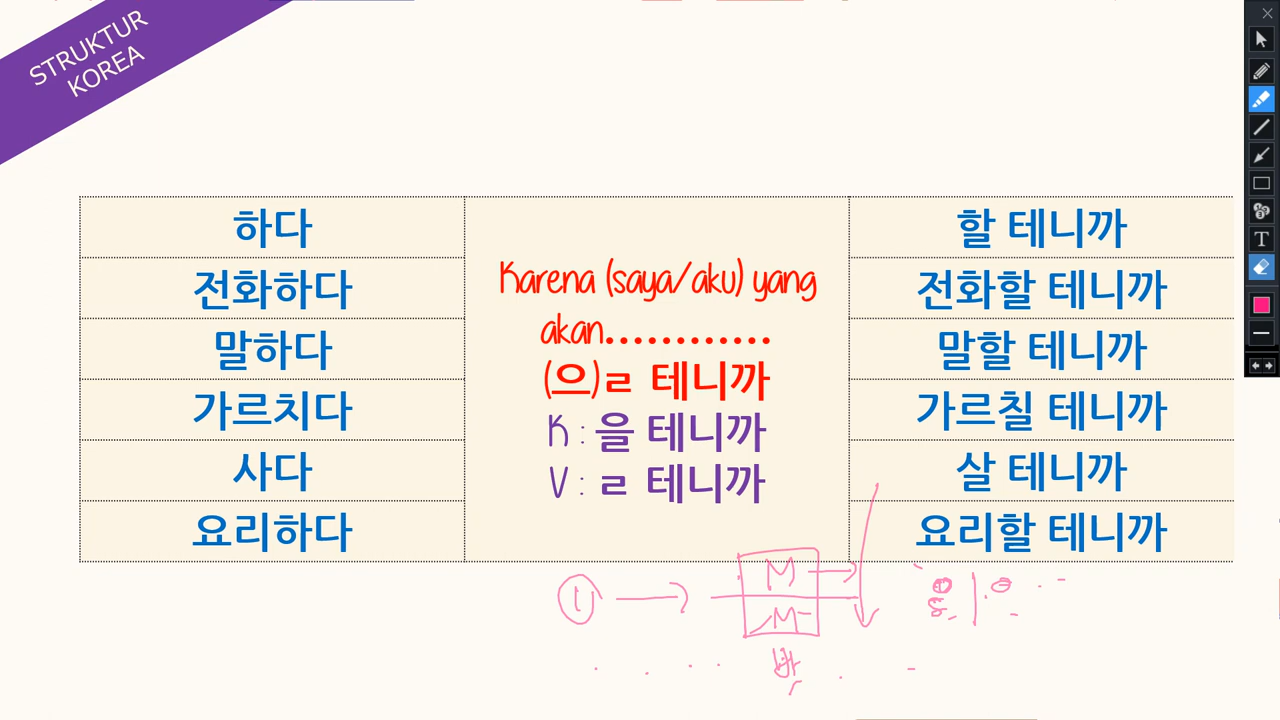 STRUKTUR
KOREA
하다
전화하다
말하다
가르치다
사다
요리하다
Karena (saya/aku) yang
akan............
(으)ㄹ 테니까
K : 을 테니까
V : ㄹ 테니까
할 테니까
전화할 테니까
말할 테니까
가르칠 테니까
살 테니까
요리할 테니까
1
M
M
T